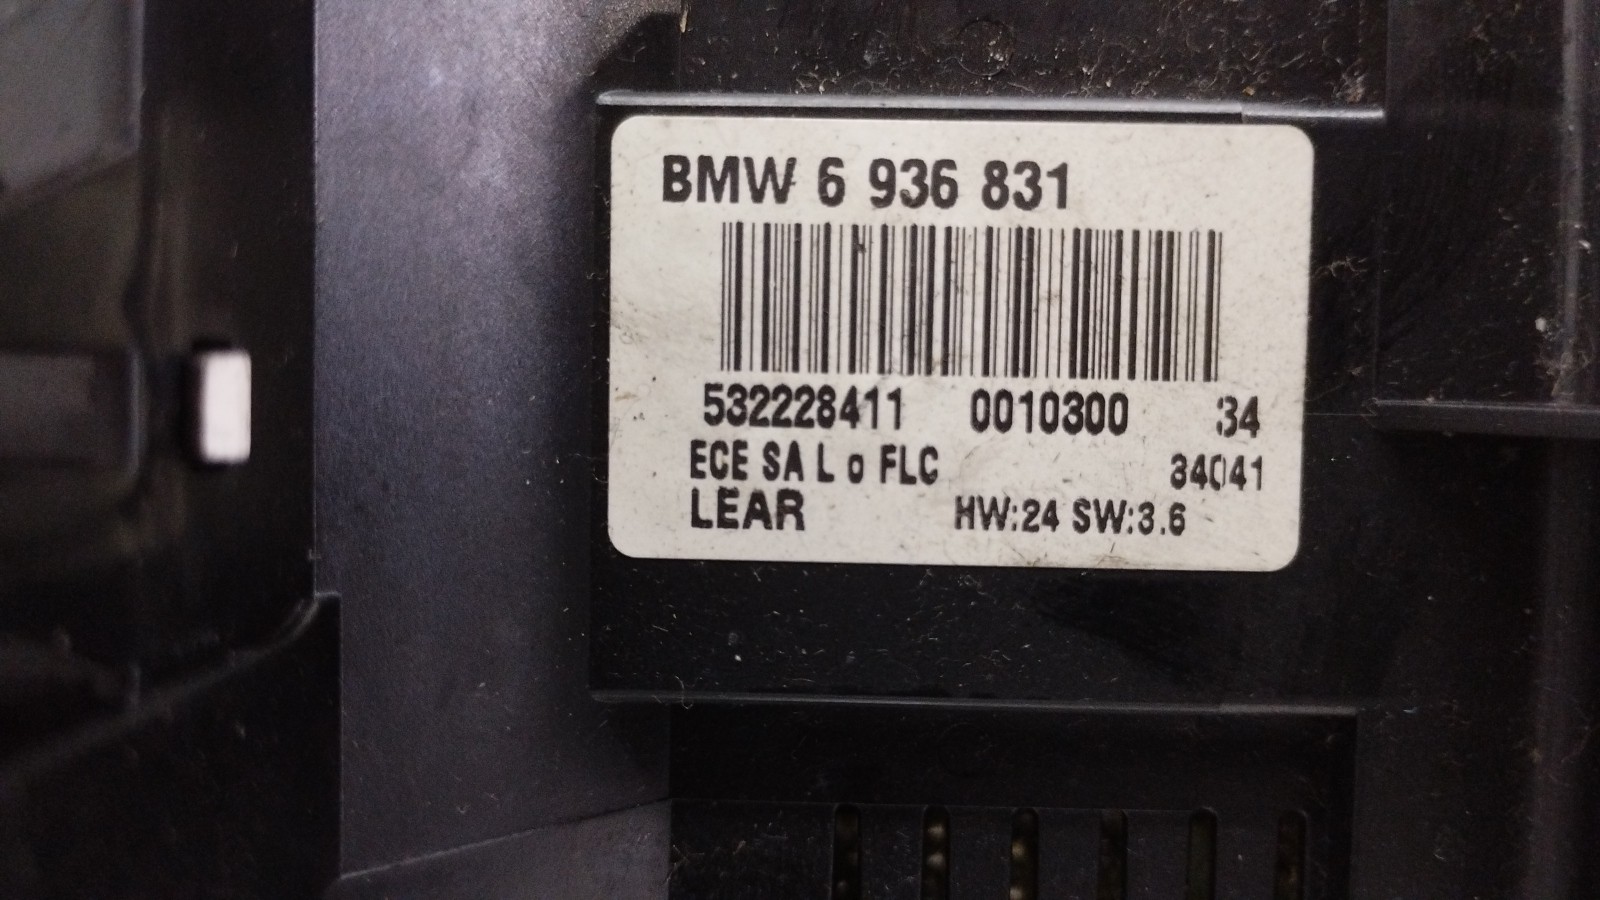 BMW 6 936 831
532228411 0010300 34
ECE SA L o FLC 34041
LEAR HW:24 SW:3.6